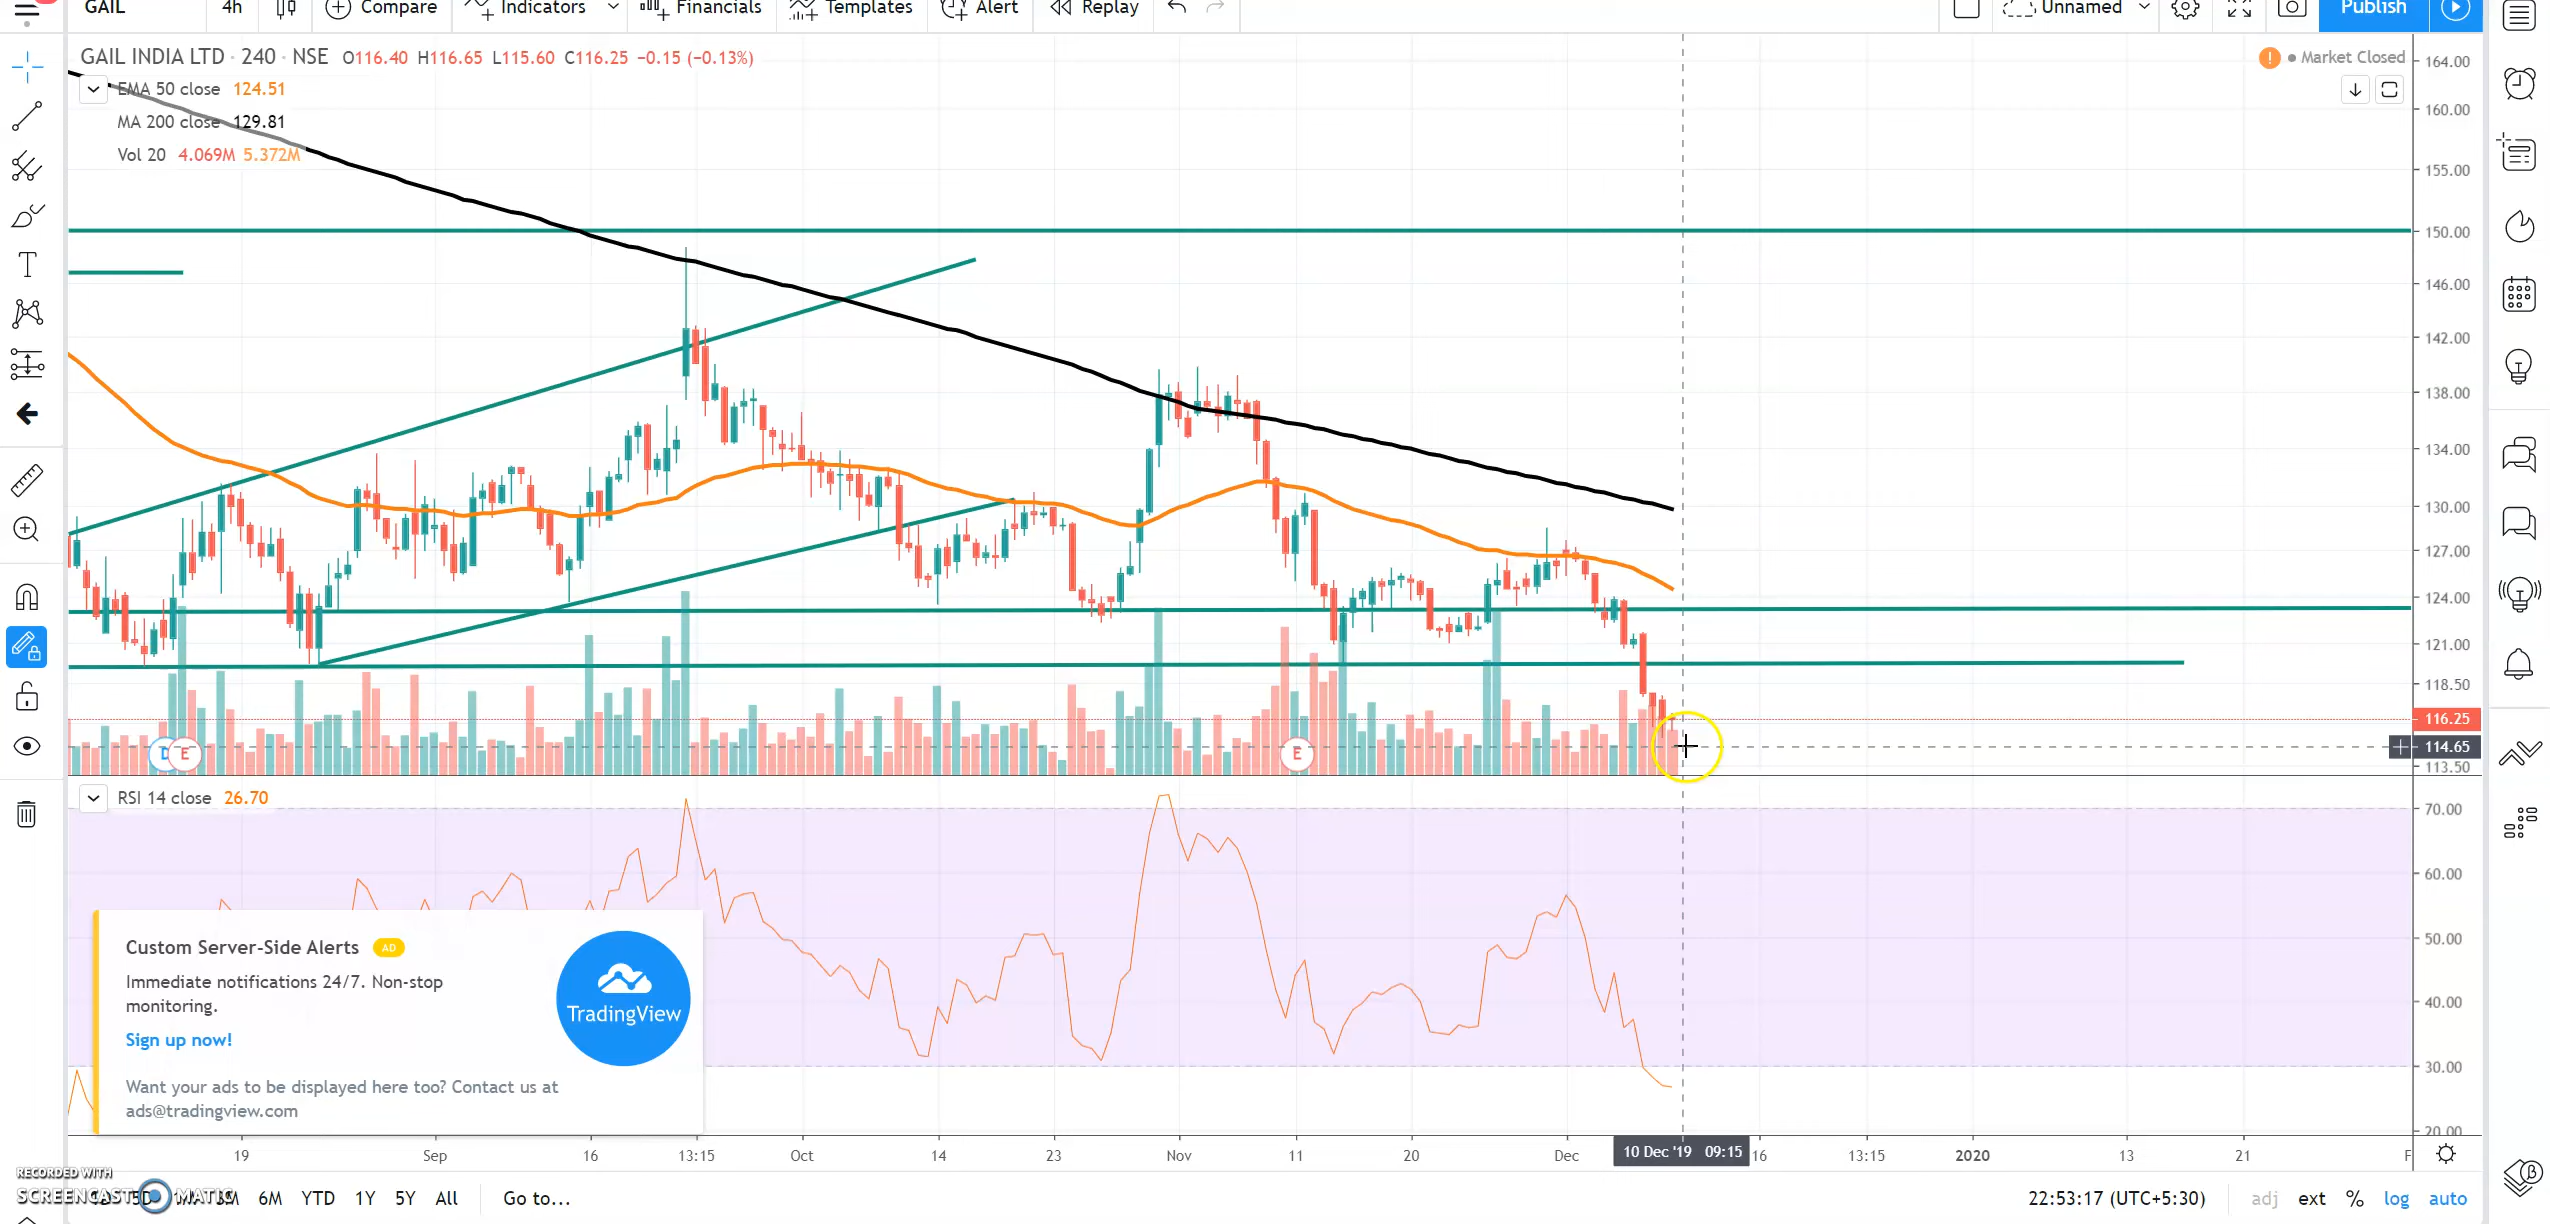 GAIL 4h Compare Indicators Financials Templates Alert Replay Unnamed Publish
GAIL INDIA LTD · 240 · NSE O116.40 H116.65 L115.60 C116.25 −0.15 (−0.13%)
Market Closed
EMA 50 close 124.51
MA 200 close 129.81
Vol 20 4.069M 5.372M
164.00
160.00
155.00
150.00
146.00
142.00
138.00
134.00
130.00
127.00
124.00
121.00
118.50
116.25
114.65
113.50
D E
E
RSI 14 close 26.70
70.00
60.00
50.00
40.00
30.00
20.00
Custom Server-Side Alerts AD
Immediate notifications 24/7. Non-stop
monitoring.
Sign up now!
TradingView
Want your ads to be displayed here too? Contact us at
ads@tradingview.com
19 Sep 16 13:15 Oct 14 23 Nov 11 20 Dec 10 Dec '19 09:15 16 13:15 2020 13 21 F
RECORDED WITH
SCREENCAST MATIC
6M YTD 1Y 5Y All Go to... 22:53:17 (UTC+5:30) adj ext % log auto